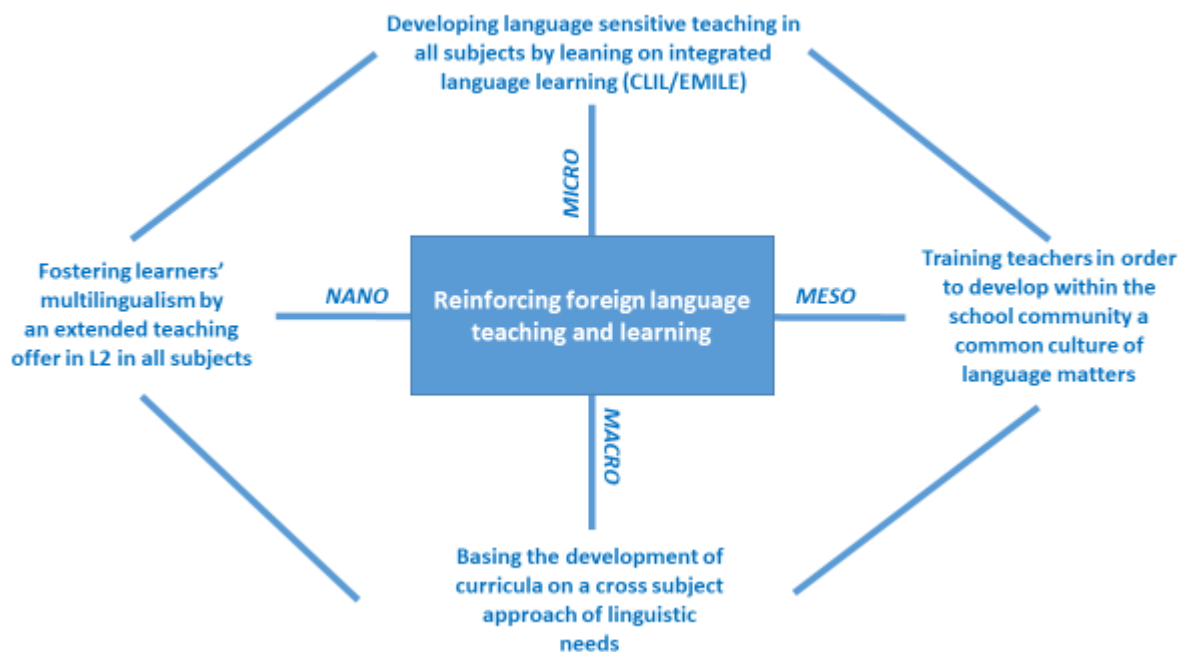 Developing language sensitive teaching in
all subjects by leaning on integrated
language learning (CLIL/EMILE)
MICRO
Fostering learners'
multilingualism by
an extended teaching
offer in L2 in all subjects
NANO
Reinforcing foreign language
teaching and learning
MESO
Training teachers in order
to develop within the
school community a
common culture of
language matters
MACRO
Basing the development of
curricula on a cross subject
approach of linguistic
needs